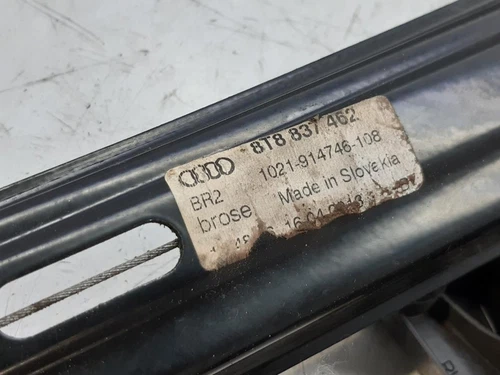 8T8 837 462
1021-914746-108
BR2
Made in Slovakia
brose